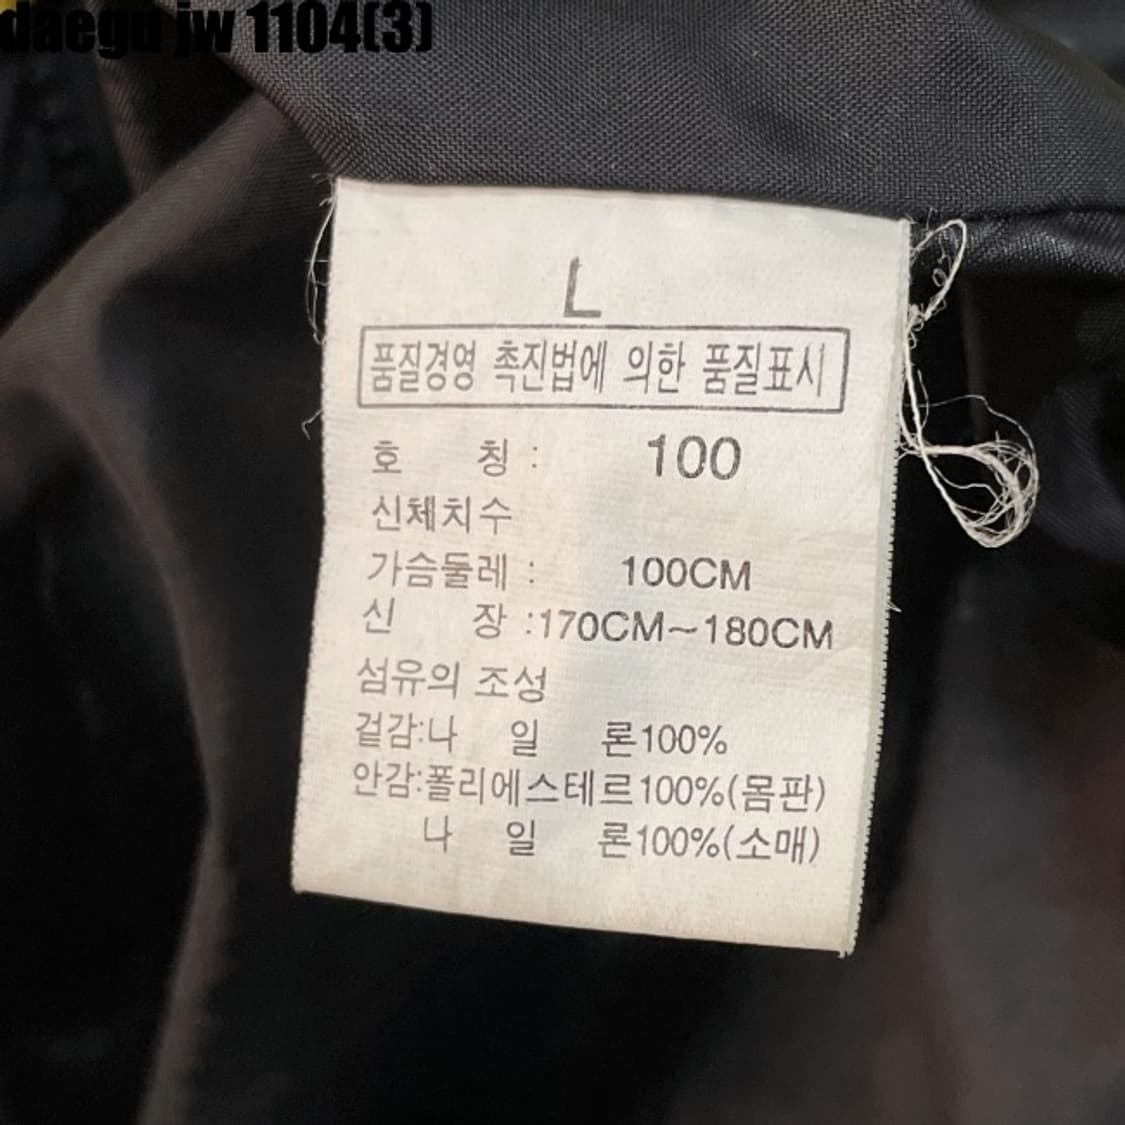 daegu jw 1104(3)
L
품질경영 촉진법에 의한 품질표시
호 칭 : 100
신체치수
가슴둘레 : 100CM
신 장 :170CM~180CM
섬유의 조성
겉감:나 일 론100%
안감:폴리에스테르100%(몸판)
나 일 론100%(소매)